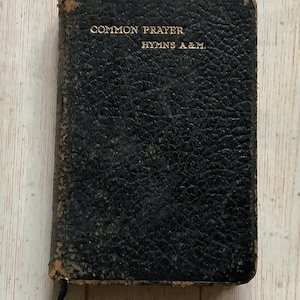 COMMON PRAYER
HYMNS A & M.